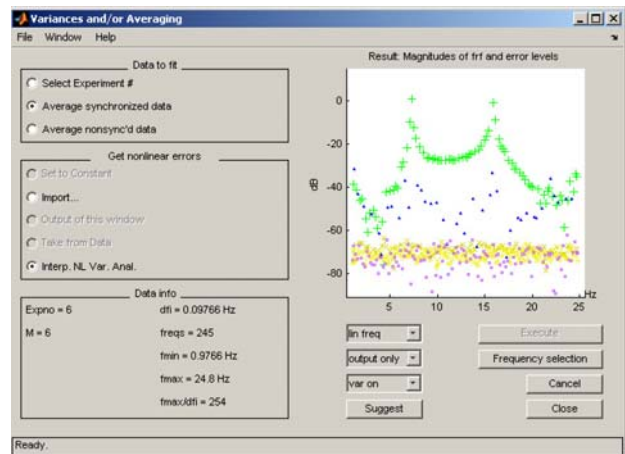 Variances and/or Averaging
File Window Help
Data to fit
Select Experiment #
Average synchronized data
Average nonsync'd data
Get nonlinear errors
Set to Constant
Import...
Output of this window
Take from Data
Interp. NL Var. Anal.
Data info
Expno = 6 dfi = 0.09766 Hz
M = 6 freqs = 245
fmin = 0.9766 Hz
fmax = 24.8 Hz
fmax/dfi = 254
Result: Magnitudes of frf and error levels
0
-20
-40
-60
-80
dB
5 10 15 20 25
Hz
lin freq
output only
var on
Suggest
Execute
Frequency selection
Cancel
Close
Ready.